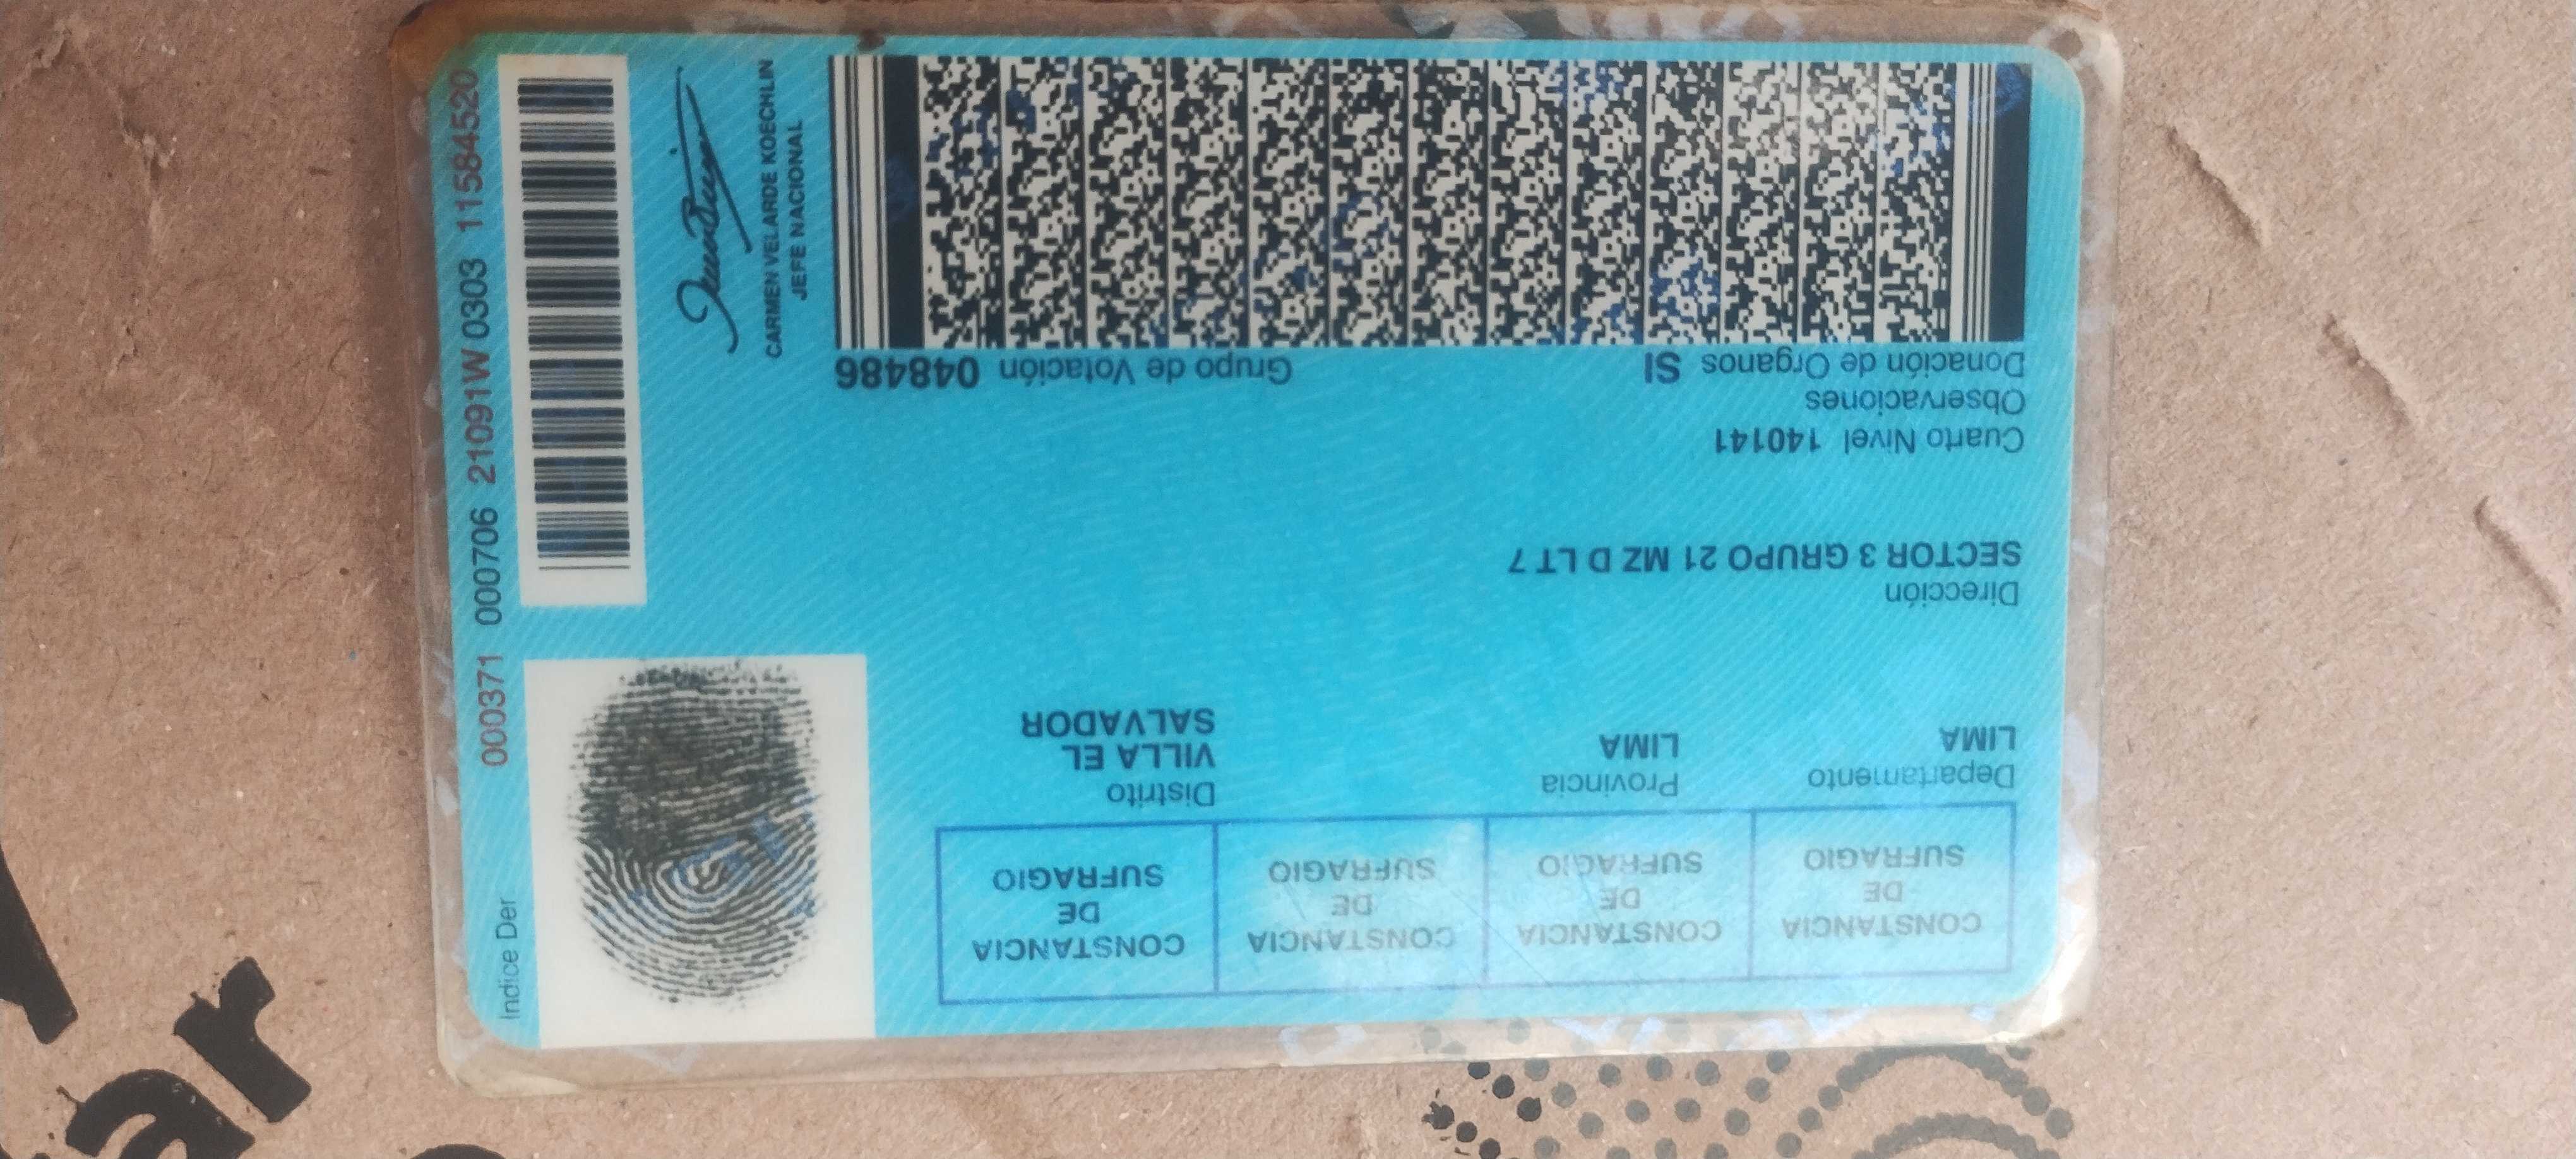 CONSTANCIA
DE
SUFRAGIO
CONSTANCIA
DE
SUFRAGIO
CONSTANCIA
DE
SUFRAGIO
CONSTANCIA
DE
SUFRAGIO
Departamento
LIMA
Provincia
LIMA
Distrito
VILLA EL
SALVADOR
Dirección
SECTOR 3 GRUPO 21 MZ D LT 7
Cuarto Nivel 140141
Observaciones
Donación de Organos SI
Grupo de Votación 048486
Indice Der
000371 000706 21091W 0303 11584520
CARMEN VELARDE KOECHLIN
JEFE NACIONAL
ar